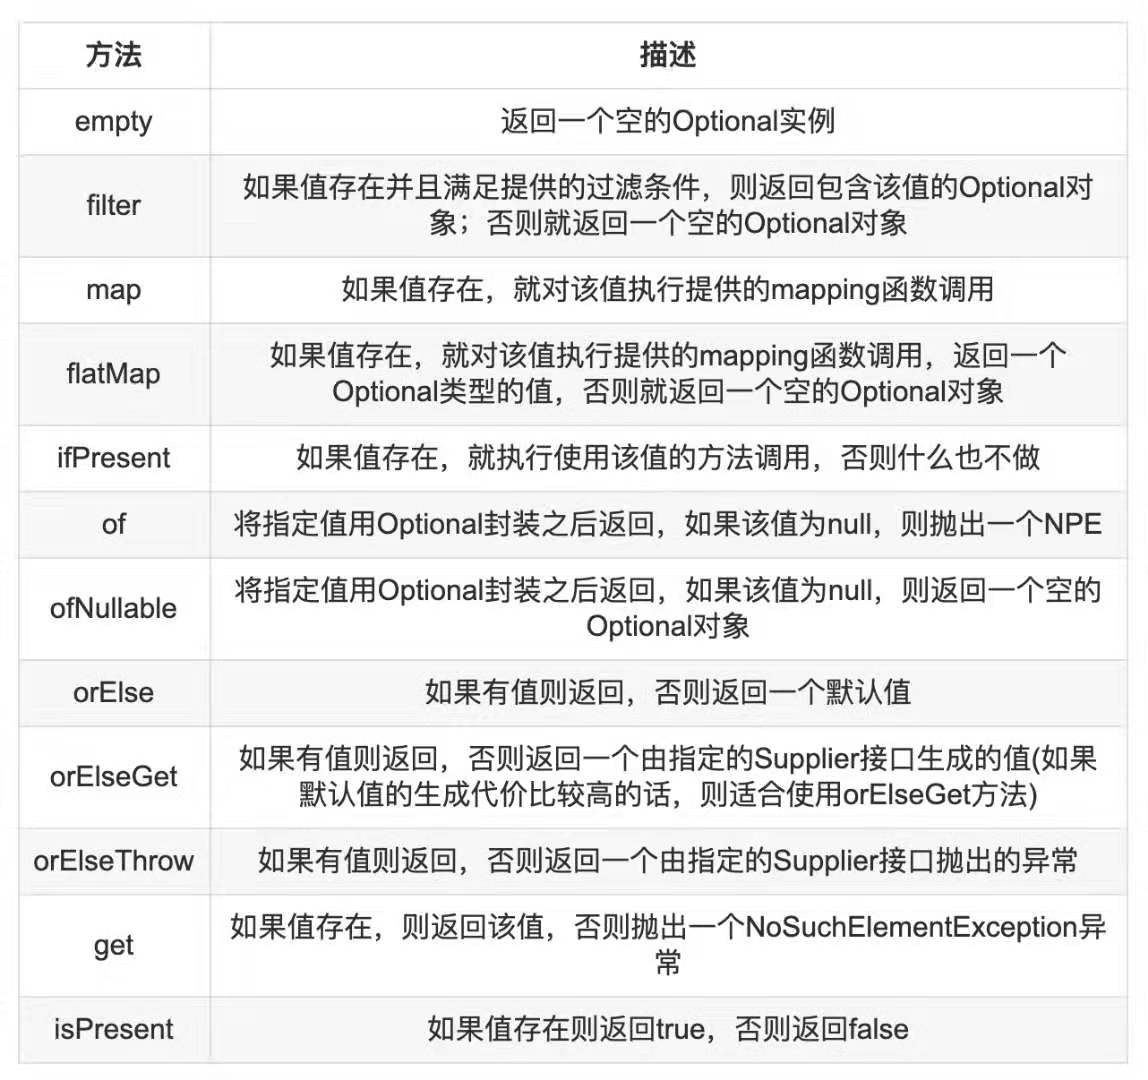 方法 描述
empty 返回一个空的Optional实例
filter 如果值存在并且满足提供的过滤条件，则返回包含该值的Optional对
象；否则就返回一个空的Optional对象
map 如果值存在，就对该值执行提供的mapping函数调用
flatMap 如果值存在，就对该值执行提供的mapping函数调用，返回一个
Optional类型的值，否则就返回一个空的Optional对象
ifPresent 如果值存在，就执行使用该值的方法调用，否则什么也不做
of 将指定值用Optional封装之后返回，如果该值为null，则抛出一个NPE
ofNullable 将指定值用Optional封装之后返回，如果该值为null，则返回一个空的
Optional对象
orElse 如果有值则返回，否则返回一个默认值
orElseGet 如果有值则返回，否则返回一个由指定的Supplier接口生成的值(如果
默认值的生成代价比较高的话，则适合使用orElseGet方法)
orElseThrow 如果有值则返回，否则返回一个由指定的Supplier接口抛出的异常
get 如果值存在，则返回该值，否则抛出一个NoSuchElementException异
常
isPresent 如果值存在则返回true，否则返回false